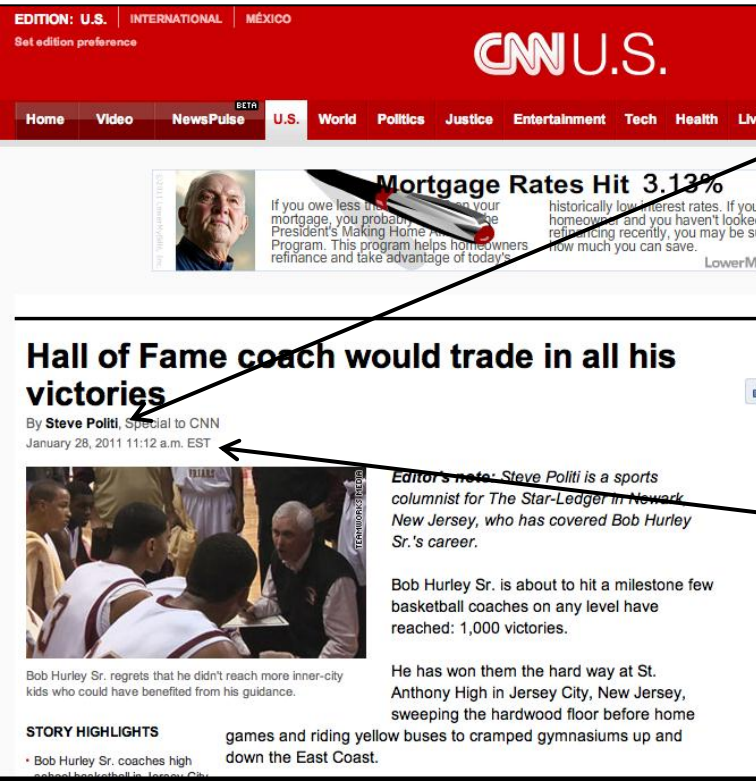 EDITION: U.S. INTERNATIONAL MÉXICO
Set edition preference
CNN U.S.
BETA
Home Video NewsPulse U.S. World Politics Justice Entertainment Tech Health
Mortgage Rates Hit 3.13%
If you owe less your
mortgage, you probably
President's Making Home
Program. This program helps homeowners
refinance and take advantage of today's
historically low interest rates. If you
homeowner and you haven't looked
refinancing recently, you may be
how much you can save.
Hall of Fame coach would trade in all his
victories
By Steve Politi, Special to CNN
January 28, 2011 11:12 a.m. EST
FRIARS
TEAMWORKS MEDIA
Editor's note: Steve Politi is a sports
columnist for The Star-Ledger in Newark,
New Jersey, who has covered Bob Hurley
Sr.'s career.
Bob Hurley Sr. is about to hit a milestone few
basketball coaches on any level have
reached: 1,000 victories.
Bob Hurley Sr. regrets that he didn't reach more inner-city
kids who could have benefited from his guidance.
He has won them the hard way at St.
Anthony High in Jersey City, New Jersey,
sweeping the hardwood floor before home
games and riding yellow buses to cramped gymnasiums up and
down the East Coast.
STORY HIGHLIGHTS
• Bob Hurley Sr. coaches high
school basketball in Jersey City